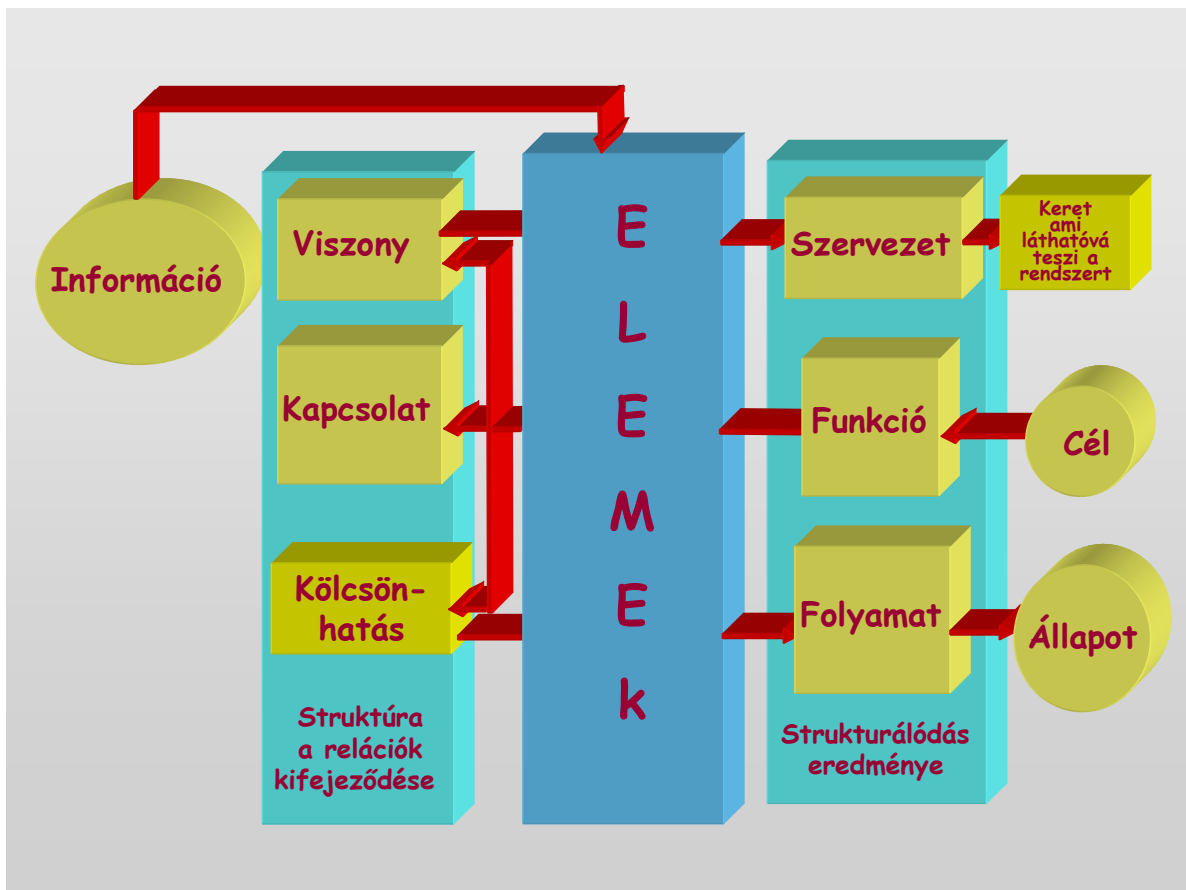 Információ
Viszony
Kapcsolat
Kölcsön-
hatás
Struktúra
a relációk
kifejeződése
E
L
E
M
E
k
Szervezet
Keret
ami
láthatóvá
teszi a
rendszert
Funkció
Cél
Folyamat
Állapot
Strukturálódás
eredménye